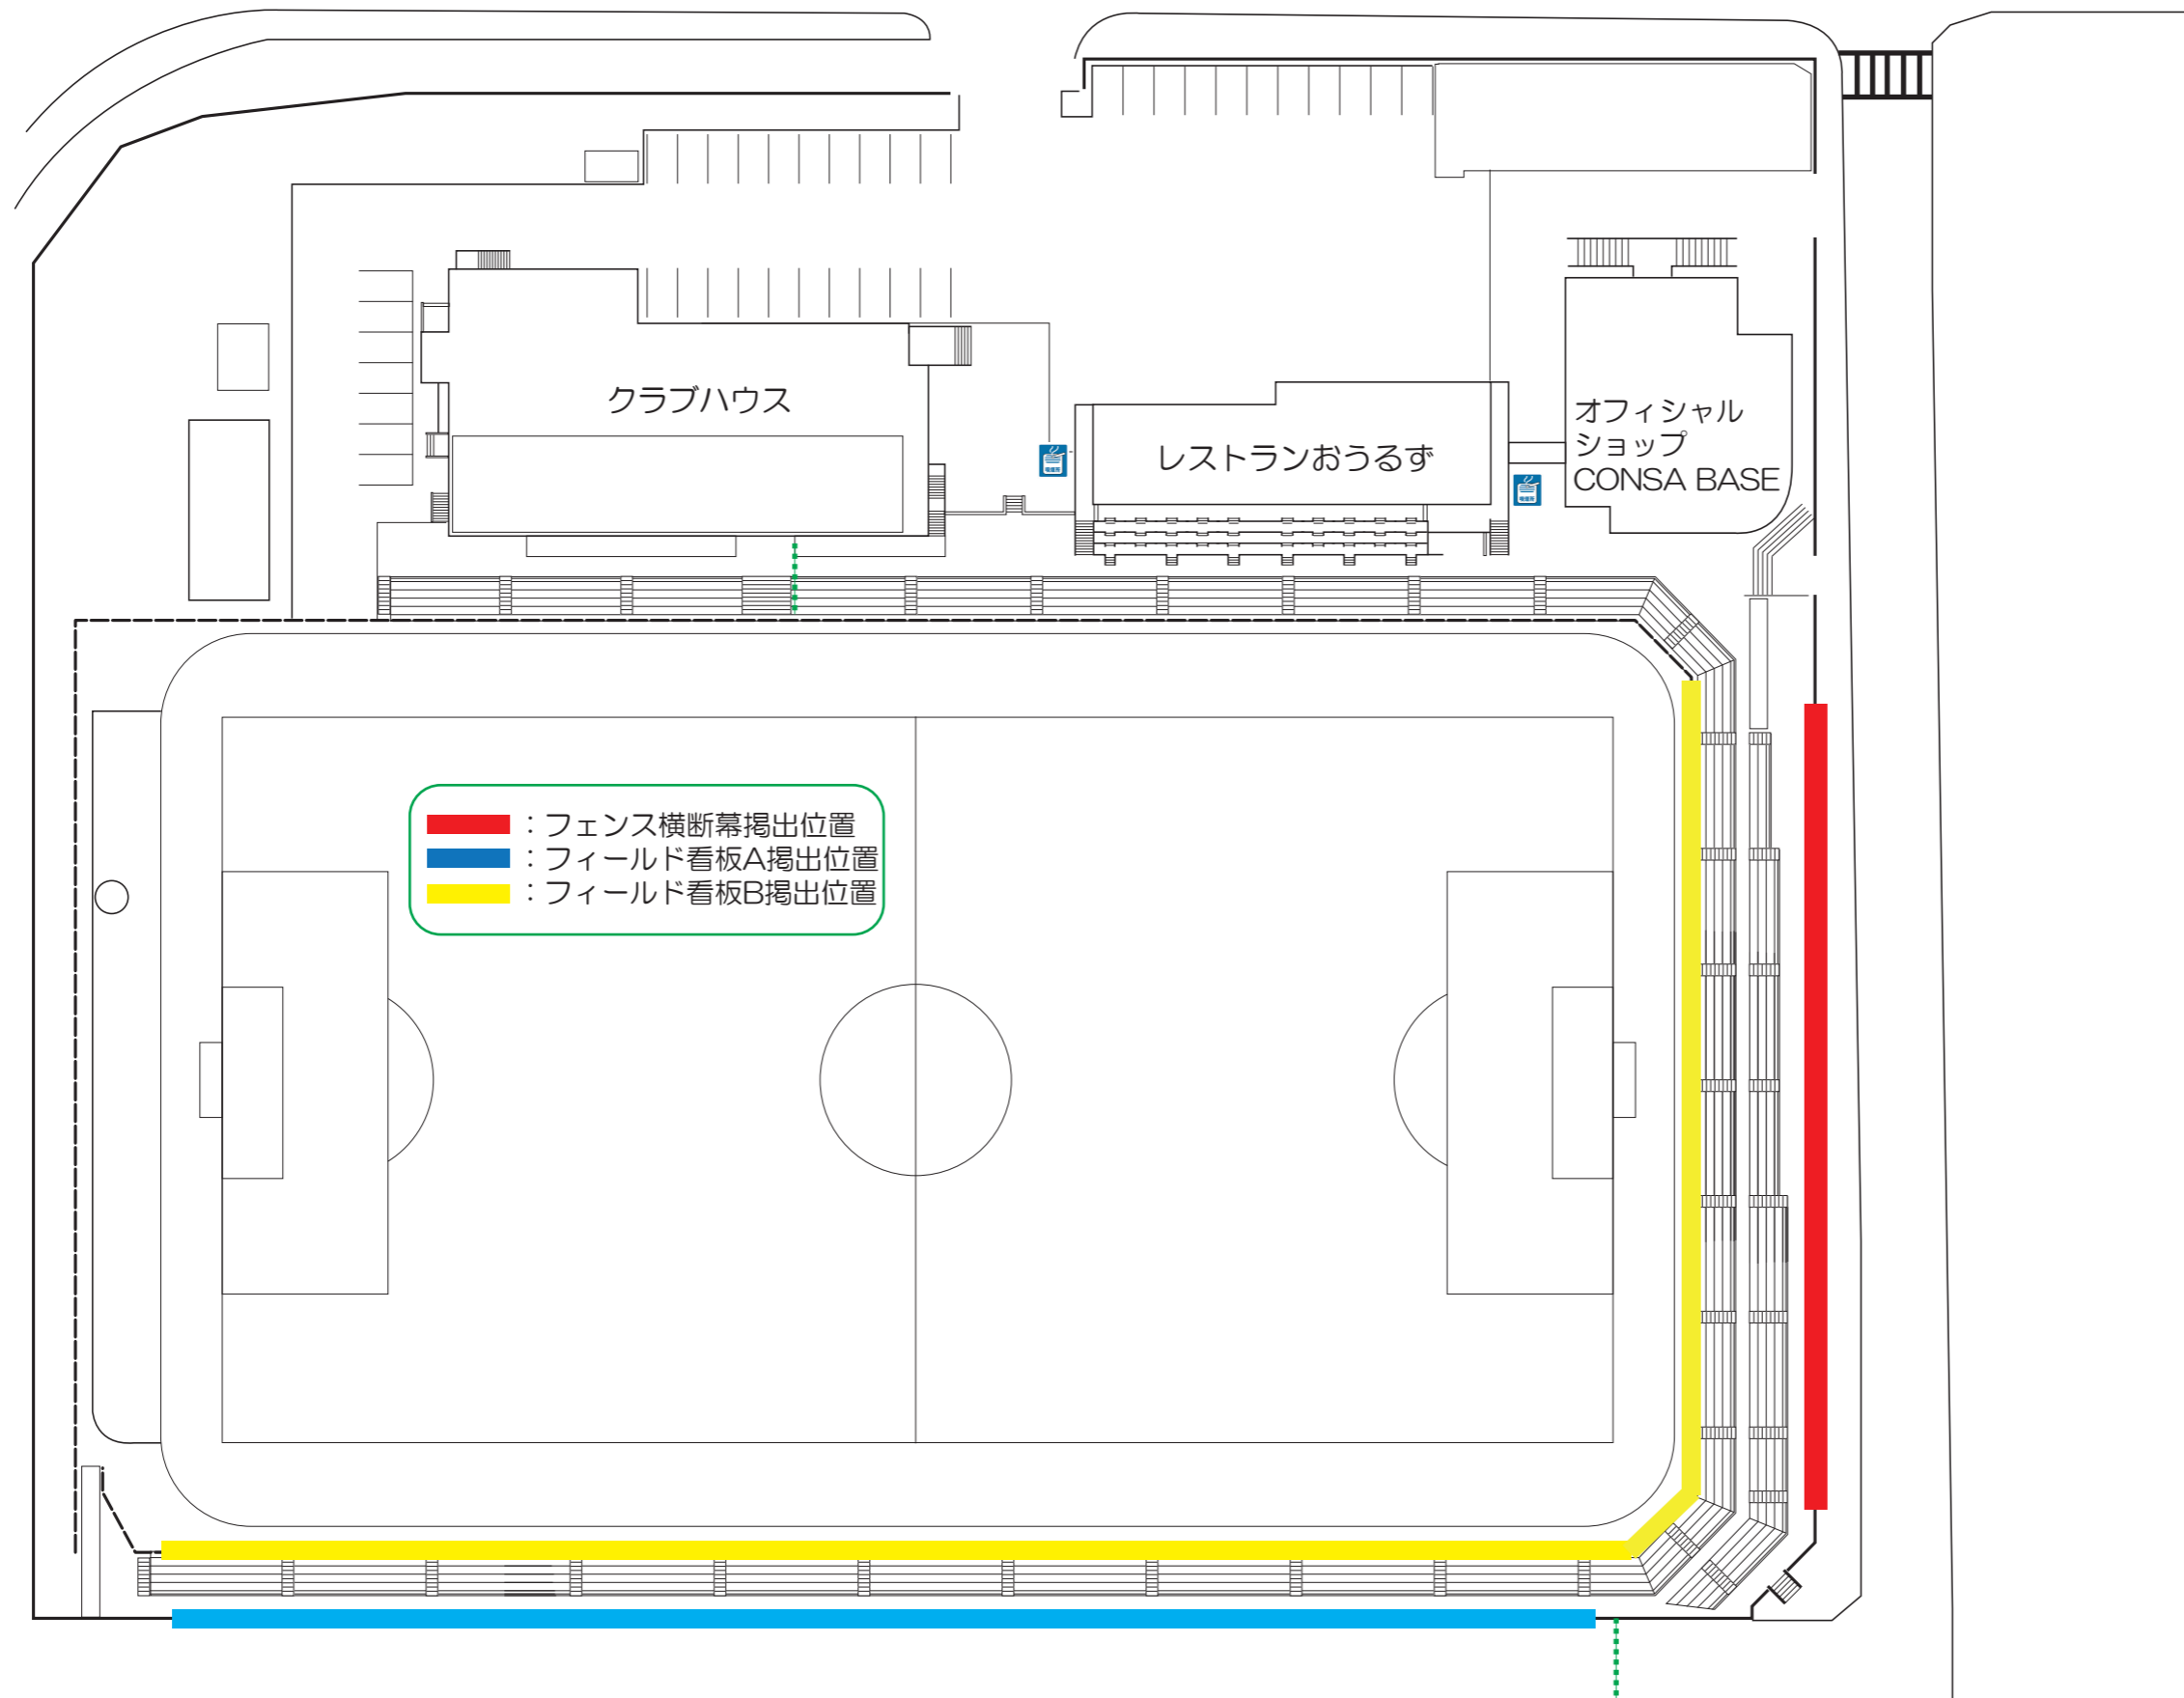 クラブハウス
レストランおうるず
オフィシャル
ショップ
CONSA BASE
：フェンス横断幕掲出位置
：フィールド看板A掲出位置
：フィールド看板B掲出位置